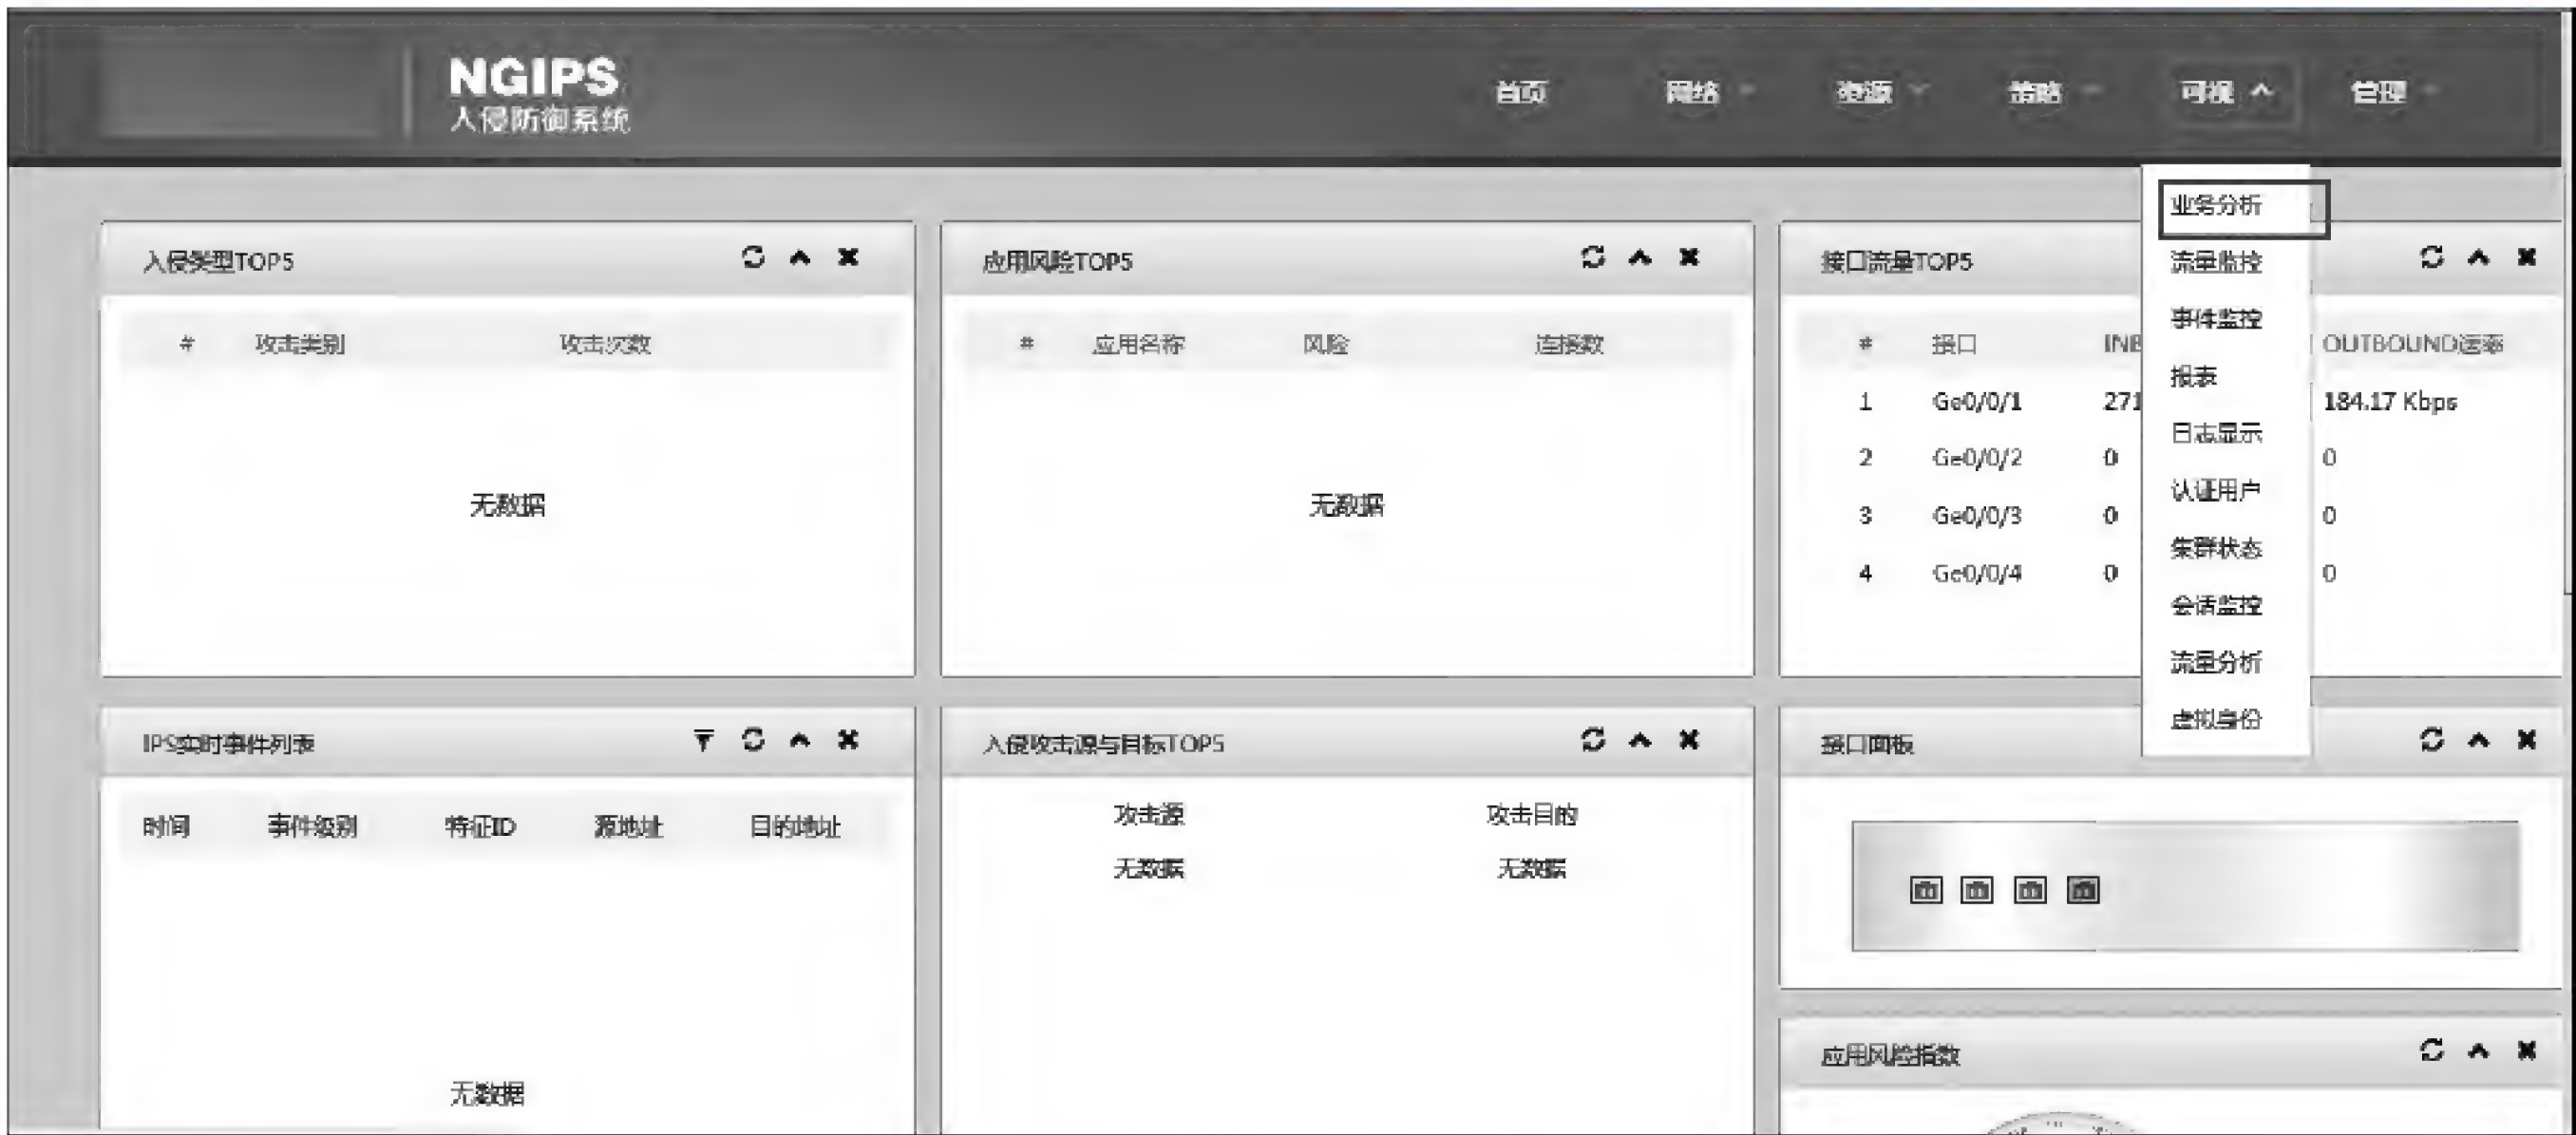 NGIPS
入侵防御系统
首页 网络 资源 策略 可视 管理
业务分析
流量监控
事件监控
报表
日志显示
认证用户
集群状态
会话监控
流量分析
虚拟身份
入侵类型TOP5
# 攻击类别 攻击次数
无数据
应用风险TOP5
# 应用名称 风险 连接数
无数据
接口流量TOP5
# 接口 INB OUTBOUND速率
1 Ge0/0/1 271 184.17 Kbps
2 Ge0/0/2 0 0
3 Ge0/0/3 0 0
4 Ge0/0/4 0 0
IPS实时事件列表
时间 事件级别 特征ID 源地址 目的地址
无数据
入侵攻击源与目标TOP5
攻击源 攻击目的
无数据 无数据
接口面板
应用风险指数